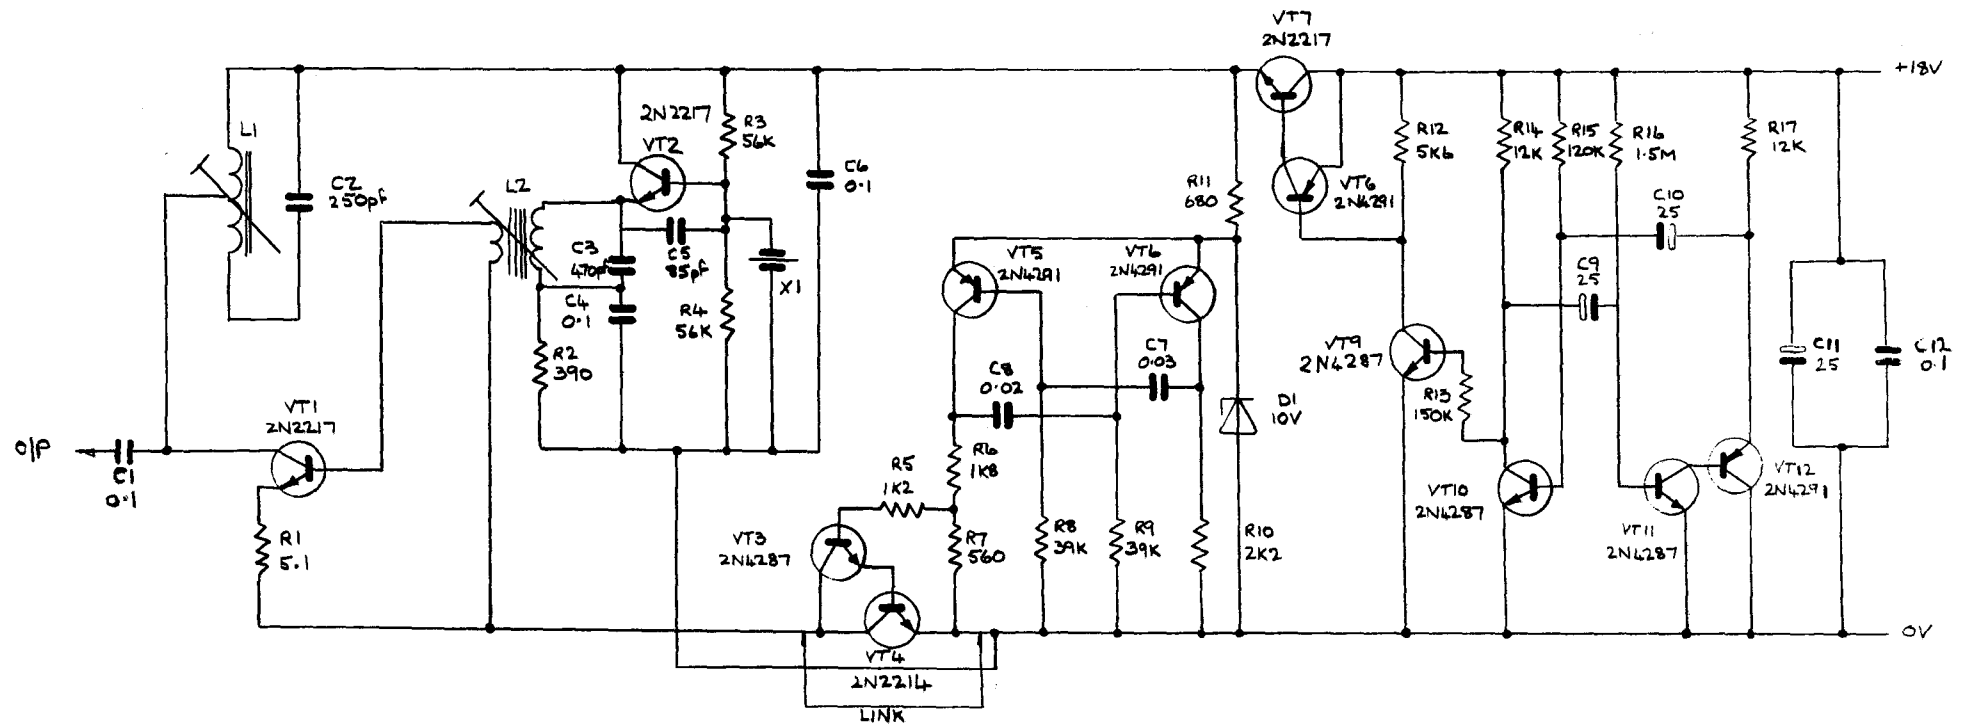 VT7
2N2217
+18V
L1
C2
250pf
2N2217
VT2
R3
56K
L2
C6
0.1
R11
680
VT6
2N4291
R12
5K6
R14
12K
R15
120K
R16
1.5M
R17
12K
C10
25
C3
470pf
C5
85pf
X1
VT5
2N4291
VT6
2N4291
C9
25
C4
0.1
R4
56K
R2
390
C8
0.02
C7
0.03
D1
10V
VT9
2N4287
R13
150K
C11
25
C12
0.1
O/P
C1
0.1
VT1
2N2217
R6
1K8
R5
1K2
VT10
2N4287
VT11
2N4287
VT12
2N4291
R1
5.1
VT3
2N4287
R7
560
R8
39K
R9
39K
R10
2K2
VT4
2N2214
LINK
0V